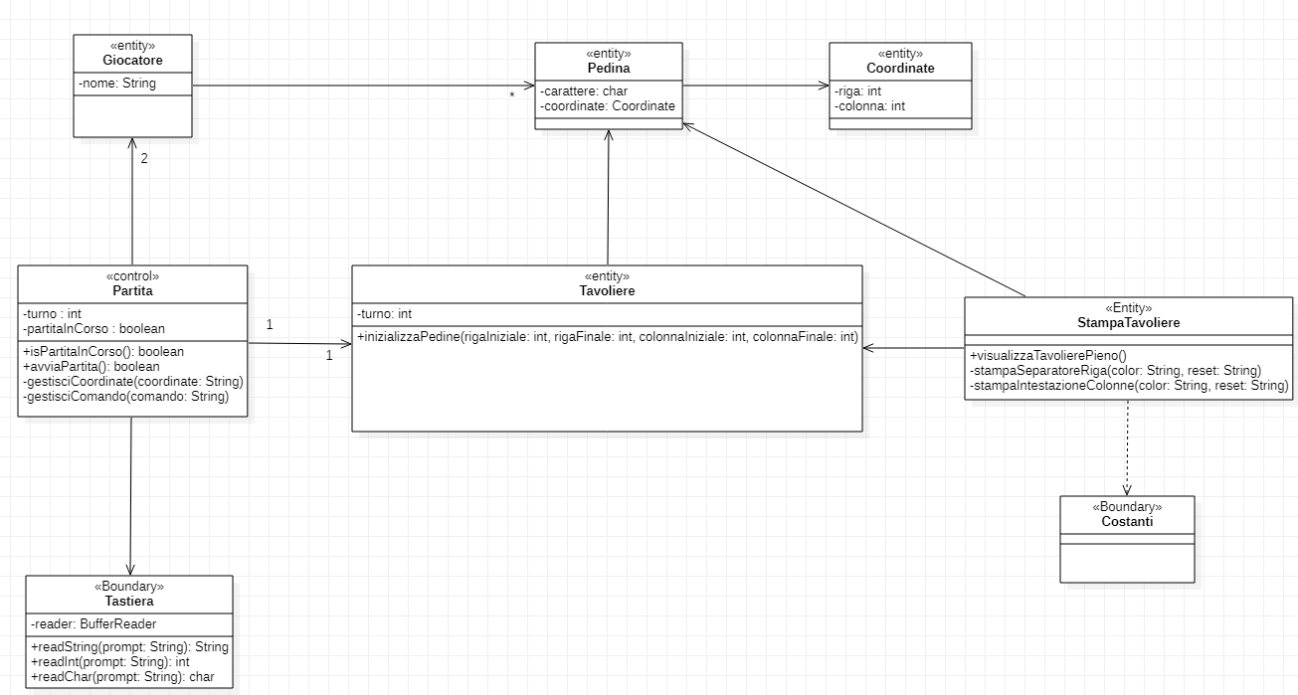 «entity»
Giocatore
-nome: String
«entity»
Pedina
-carattere: char
-coordinate: Coordinate
*
«entity»
Coordinate
-riga: int
-colonna: int
2
«control»
Partita
-turno : int
-partitaInCorso : boolean
+isPartitaInCorso(): boolean
+avviaPartita(): boolean
-gestisciCoordinate(coordinate: String)
-gestisciComando(comando: String)
1
1
«entity»
Tavoliere
-turno: int
+inizializzaPedine(rigaIniziale: int, rigaFinale: int, colonnaIniziale: int, colonnaFinale: int)
«Entity»
StampaTavoliere
+visualizzaTavolierePieno()
-stampaSeparatoreRiga(color: String, reset: String)
-stampaIntestazioneColonne(color: String, reset: String)
«Boundary»
Costanti
«Boundary»
Tastiera
-reader: BufferReader
+readString(prompt: String): String
+readInt(prompt: String): int
+readChar(prompt: String): char